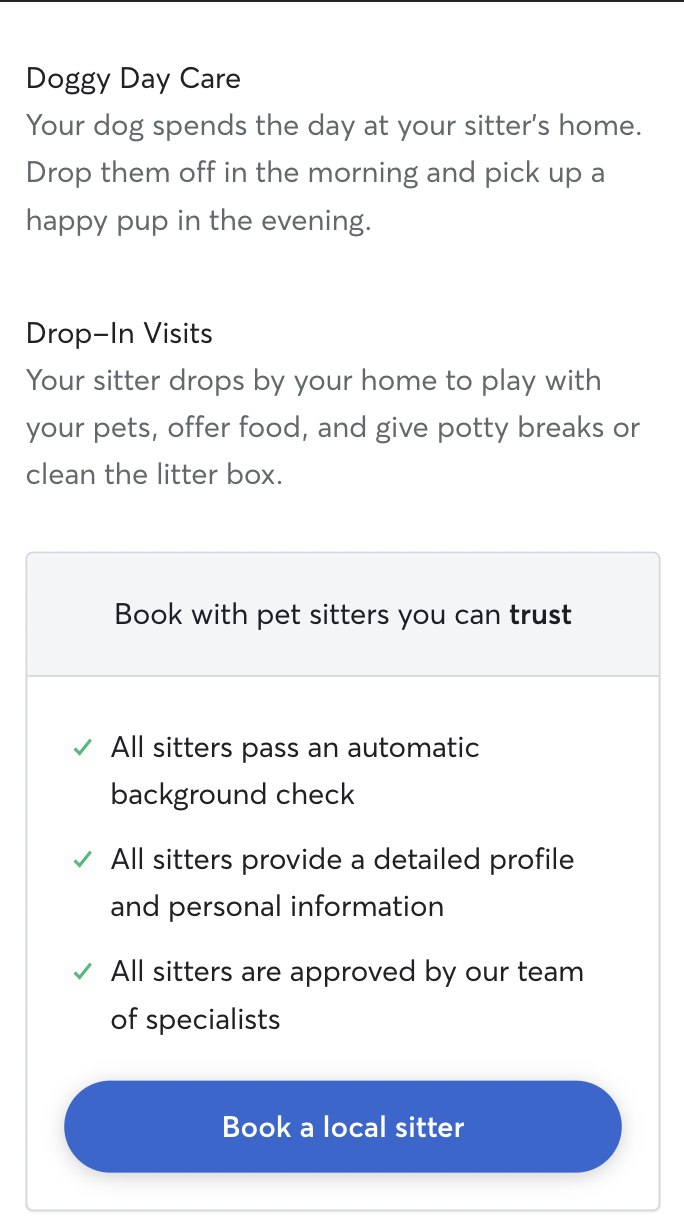 Doggy Day Care
Your dog spends the day at your sitter's home.
Drop them off in the morning and pick up a
happy pup in the evening.
Drop-In Visits
Your sitter drops by your home to play with
your pets, offer food, and give potty breaks or
clean the litter box.
Book with pet sitters you can trust
All sitters pass an automatic
background check
All sitters provide a detailed profile
and personal information
All sitters are approved by our team
of specialists
Book a local sitter